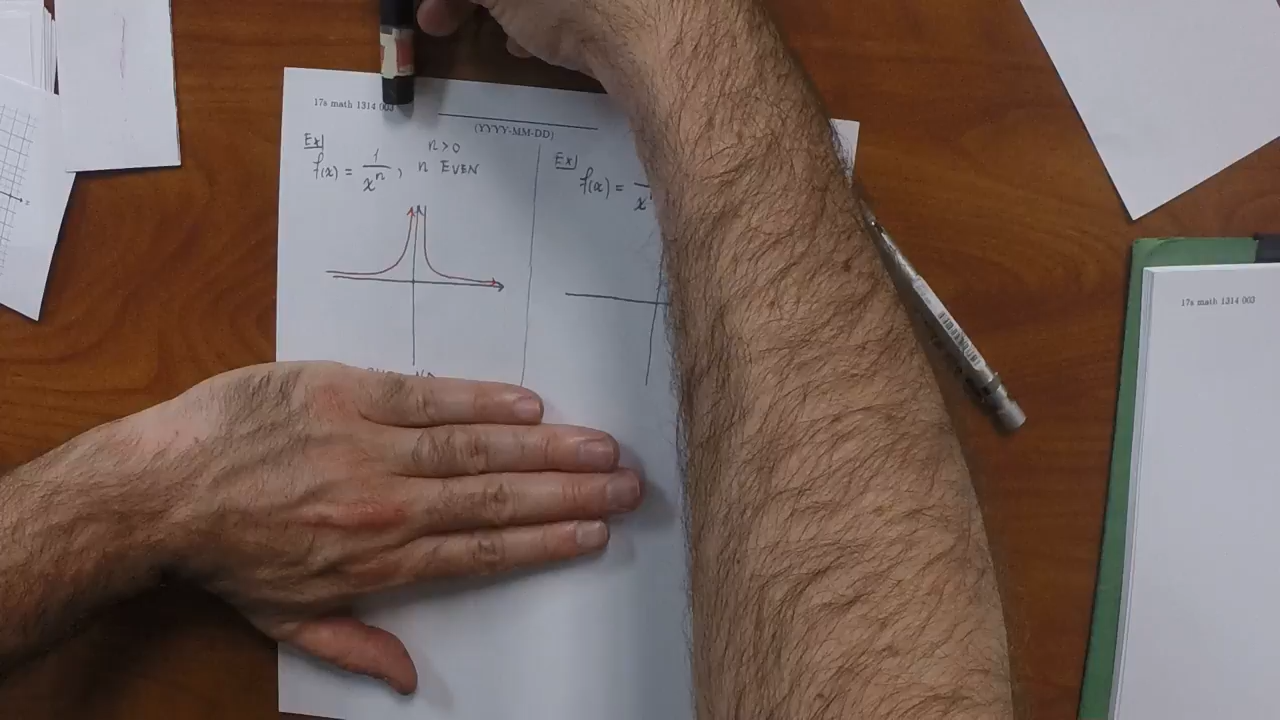 17s math 1314 003
(YYYY-MM-DD)
Ex)
f(x) = 1/x^n, n > 0
n EVEN
Ex)
f(x) =
x
17s math 1314 003